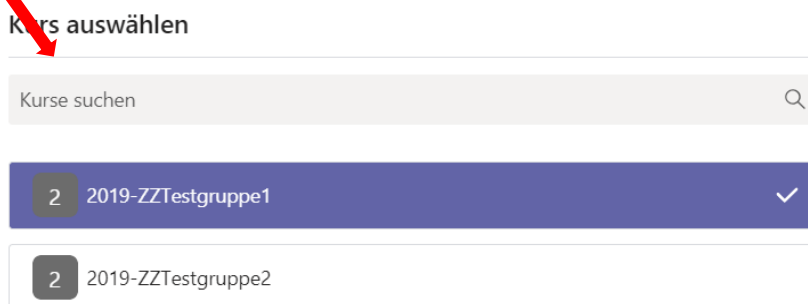 Kurs auswählen
Kurse suchen
2 2019-ZZTestgruppe1
2 2019-ZZTestgruppe2